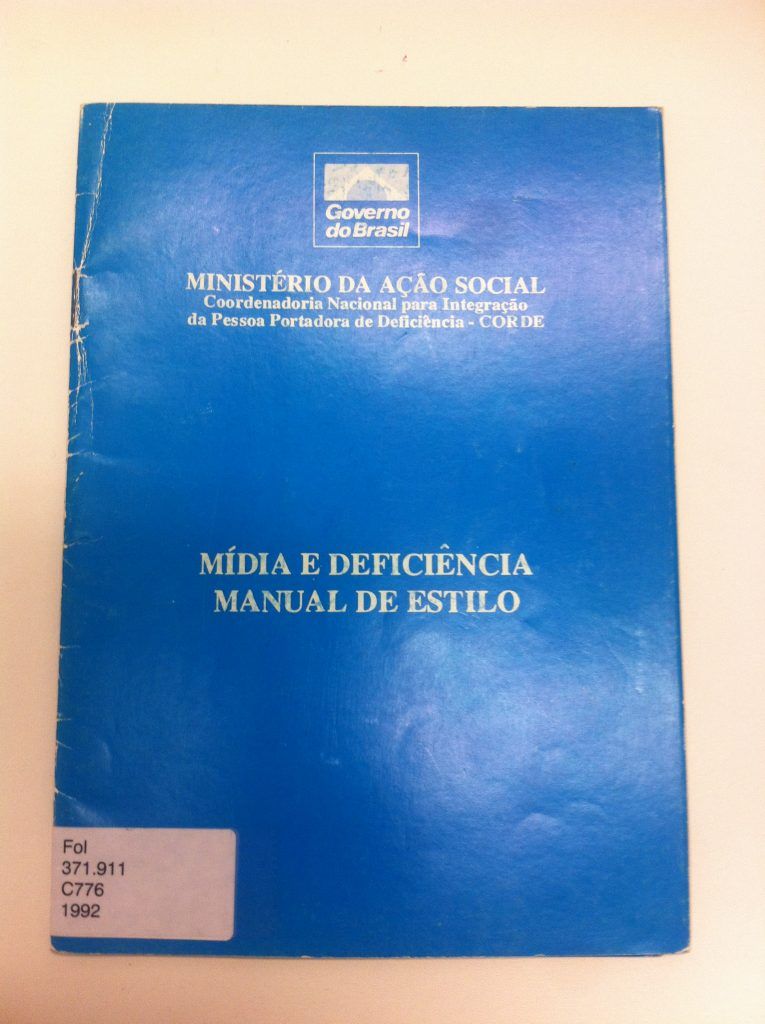 Governo
do Brasil
MINISTÉRIO DA AÇÃO SOCIAL
Coordenadoria Nacional para Integração
da Pessoa Portadora de Deficiência - CORDE
MÍDIA E DEFICIÊNCIA
MANUAL DE ESTILO
Fol
371.911
C776
1992